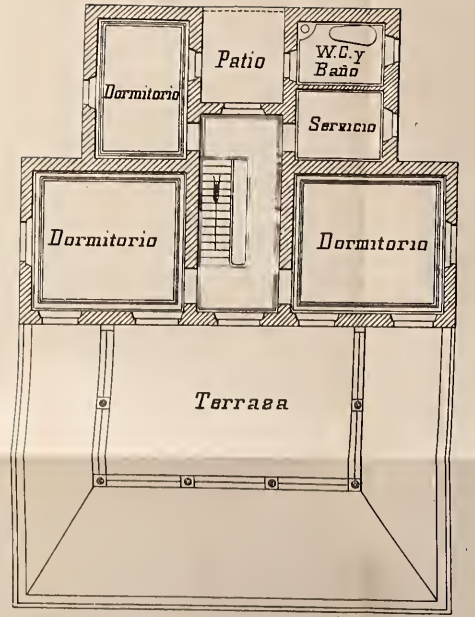 Patio
W.C. y
Baño
Dormitorio
Servicio
Dormitorio
Dormitorio
Terraza